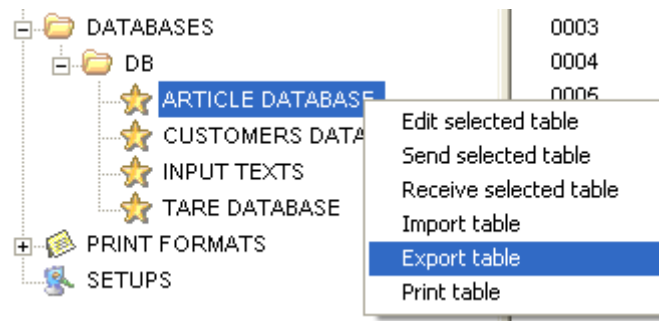 DATABASES
DB
ARTICLE DATABASE
CUSTOMERS DATA
INPUT TEXTS
TARE DATABASE
PRINT FORMATS
SETUPS
0003
0004
0005
Edit selected table
Send selected table
Receive selected table
Import table
Export table
Print table